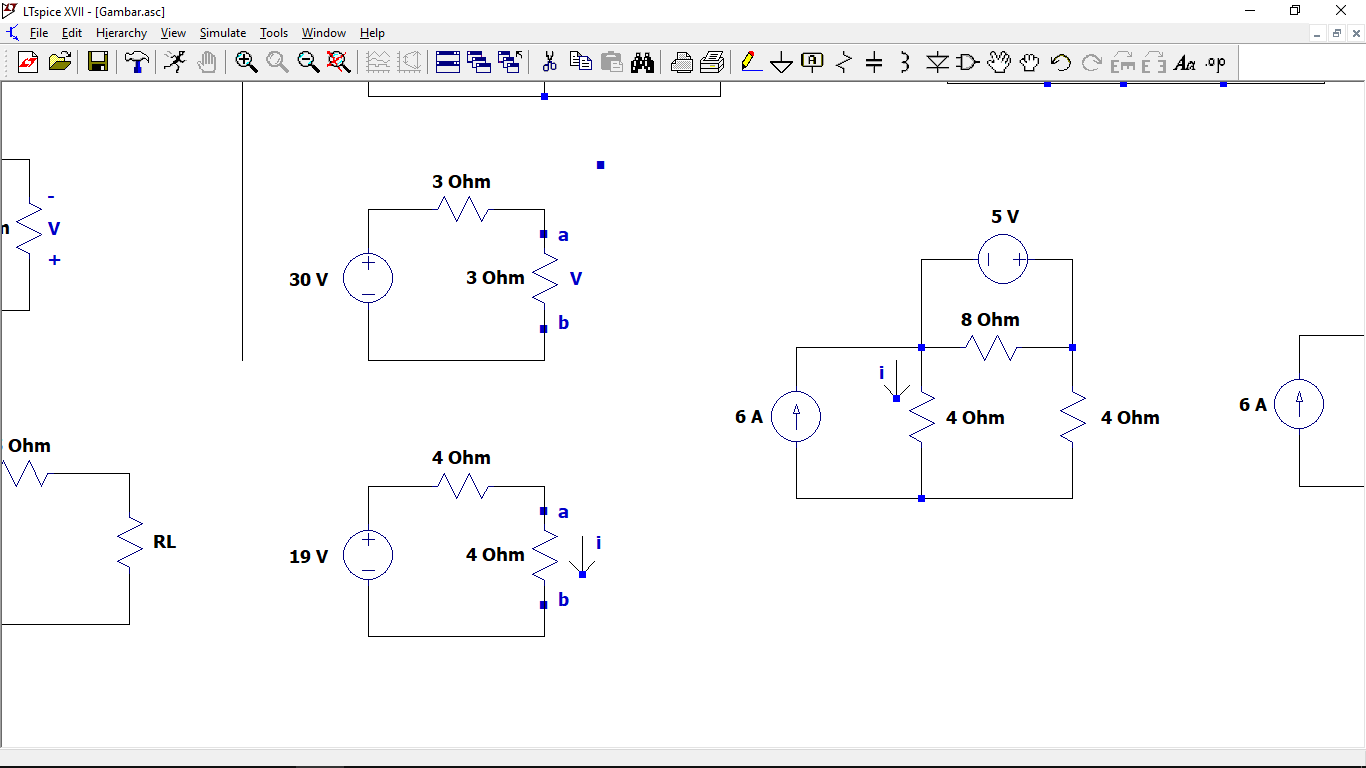 LTspice XVII - [Gambar.asc]
File Edit Hierarchy View Simulate Tools Window Help
Aa .op
-
V
+
3 Ohm
30 V
3 Ohm
a
V
b
Ohm
RL
4 Ohm
19 V
4 Ohm
a
i
b
5 V
8 Ohm
i
6 A
4 Ohm
4 Ohm
6 A